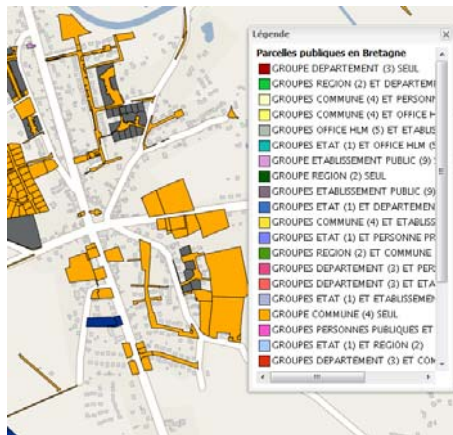 Légende
Parcelles publiques en Bretagne
GROUPE DEPARTEMENT (3) SEUL
GROUPES REGION (2) ET DEPARTEME
GROUPES COMMUNE (4) ET PERSONN
GROUPES COMMUNE (4) ET OFFICE H
GROUPES OFFICE HLM (5) ET ETABLIS
GROUPES ETAT (1) ET OFFICE HLM (5
GROUPE ETABLISSEMENT PUBLIC (9) S
GROUPE REGION (2) SEUL
GROUPES ETABLISSEMENT PUBLIC (9)
GROUPES ETAT (1) ET DEPARTEMEN
GROUPES COMMUNE (4) ET ETABLISS
GROUPES ETAT (1) ET PERSONNE PR
GROUPES REGION (2) ET COMMUNE
GROUPES DEPARTEMENT (3) ET PER
GROUPES DEPARTEMENT (3) ET ETA
GROUPES ETAT (1) ET ETABLISSEMEN
GROUPE COMMUNE (4) SEUL
GROUPES PERSONNES PUBLIQUES ET
GROUPES ETAT (1) ET REGION (2)
GROUPES DEPARTEMENT (3) ET COM